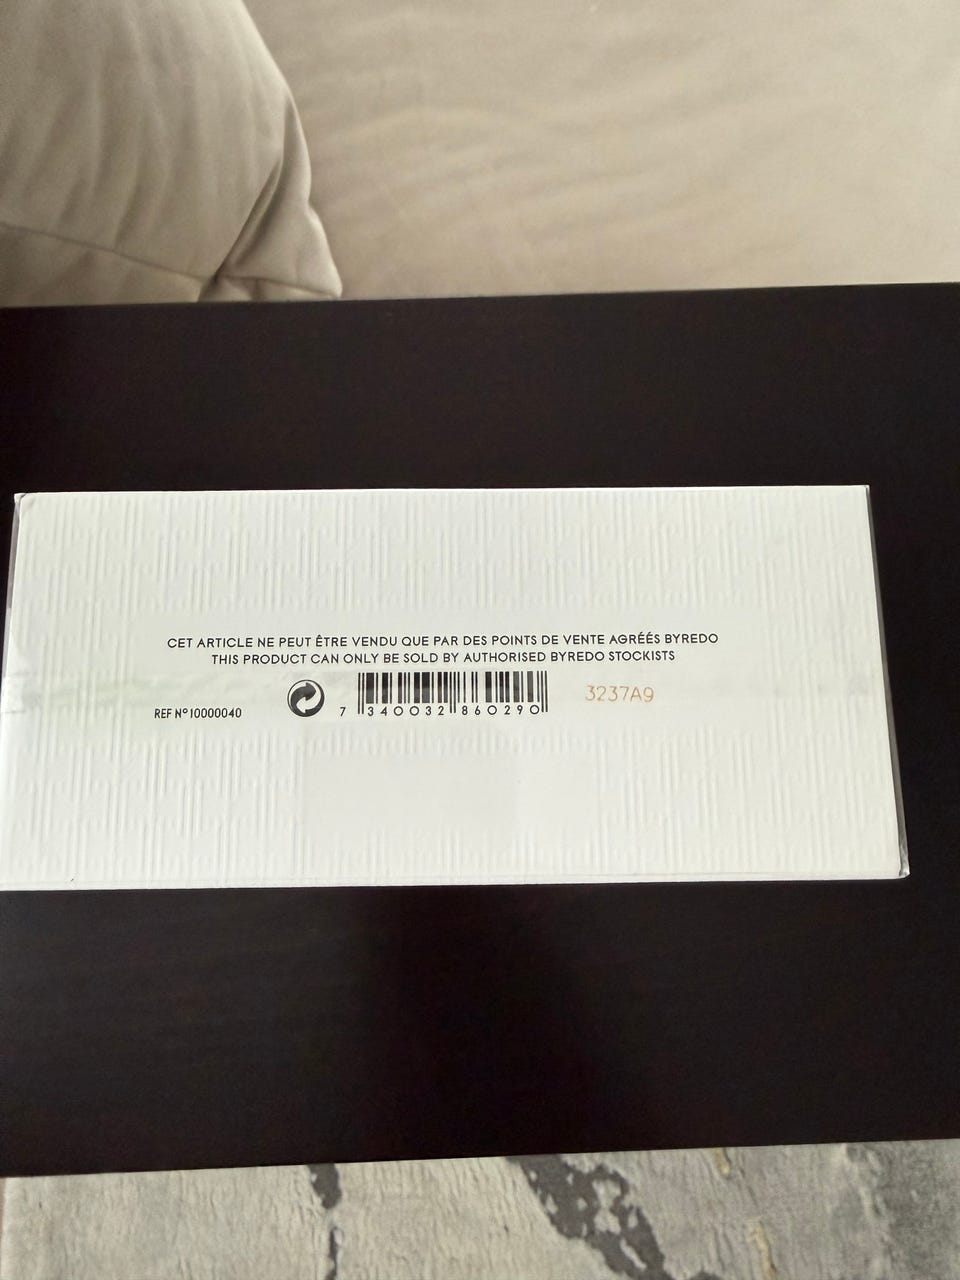 CET ARTICLE NE PEUT ÊTRE VENDU QUE PAR DES POINTS DE VENTE AGRÉÉS BYREDO
THIS PRODUCT CAN ONLY BE SOLD BY AUTHORISED BYREDO STOCKISTS
REF N°10000040
7 340032 860290
3237A9